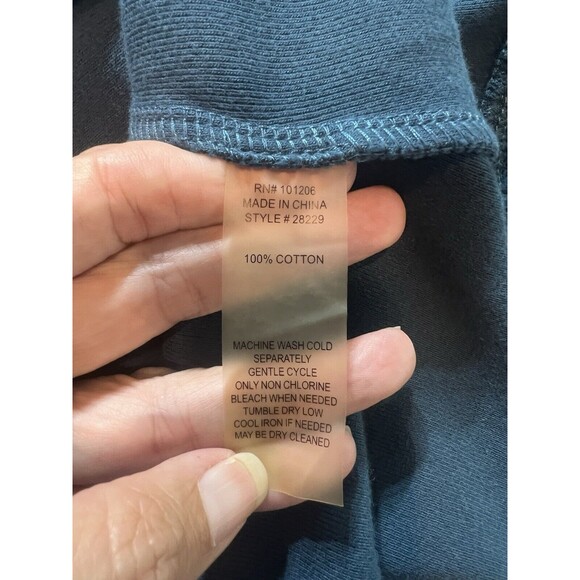 RN# 101206
MADE IN CHINA
STYLE # 28229
100% COTTON
MACHINE WASH COLD
SEPARATELY
GENTLE CYCLE
ONLY NON CHLORINE
BLEACH WHEN NEEDED
TUMBLE DRY LOW
COOL IRON IF NEEDED
MAY BE DRY CLEANED